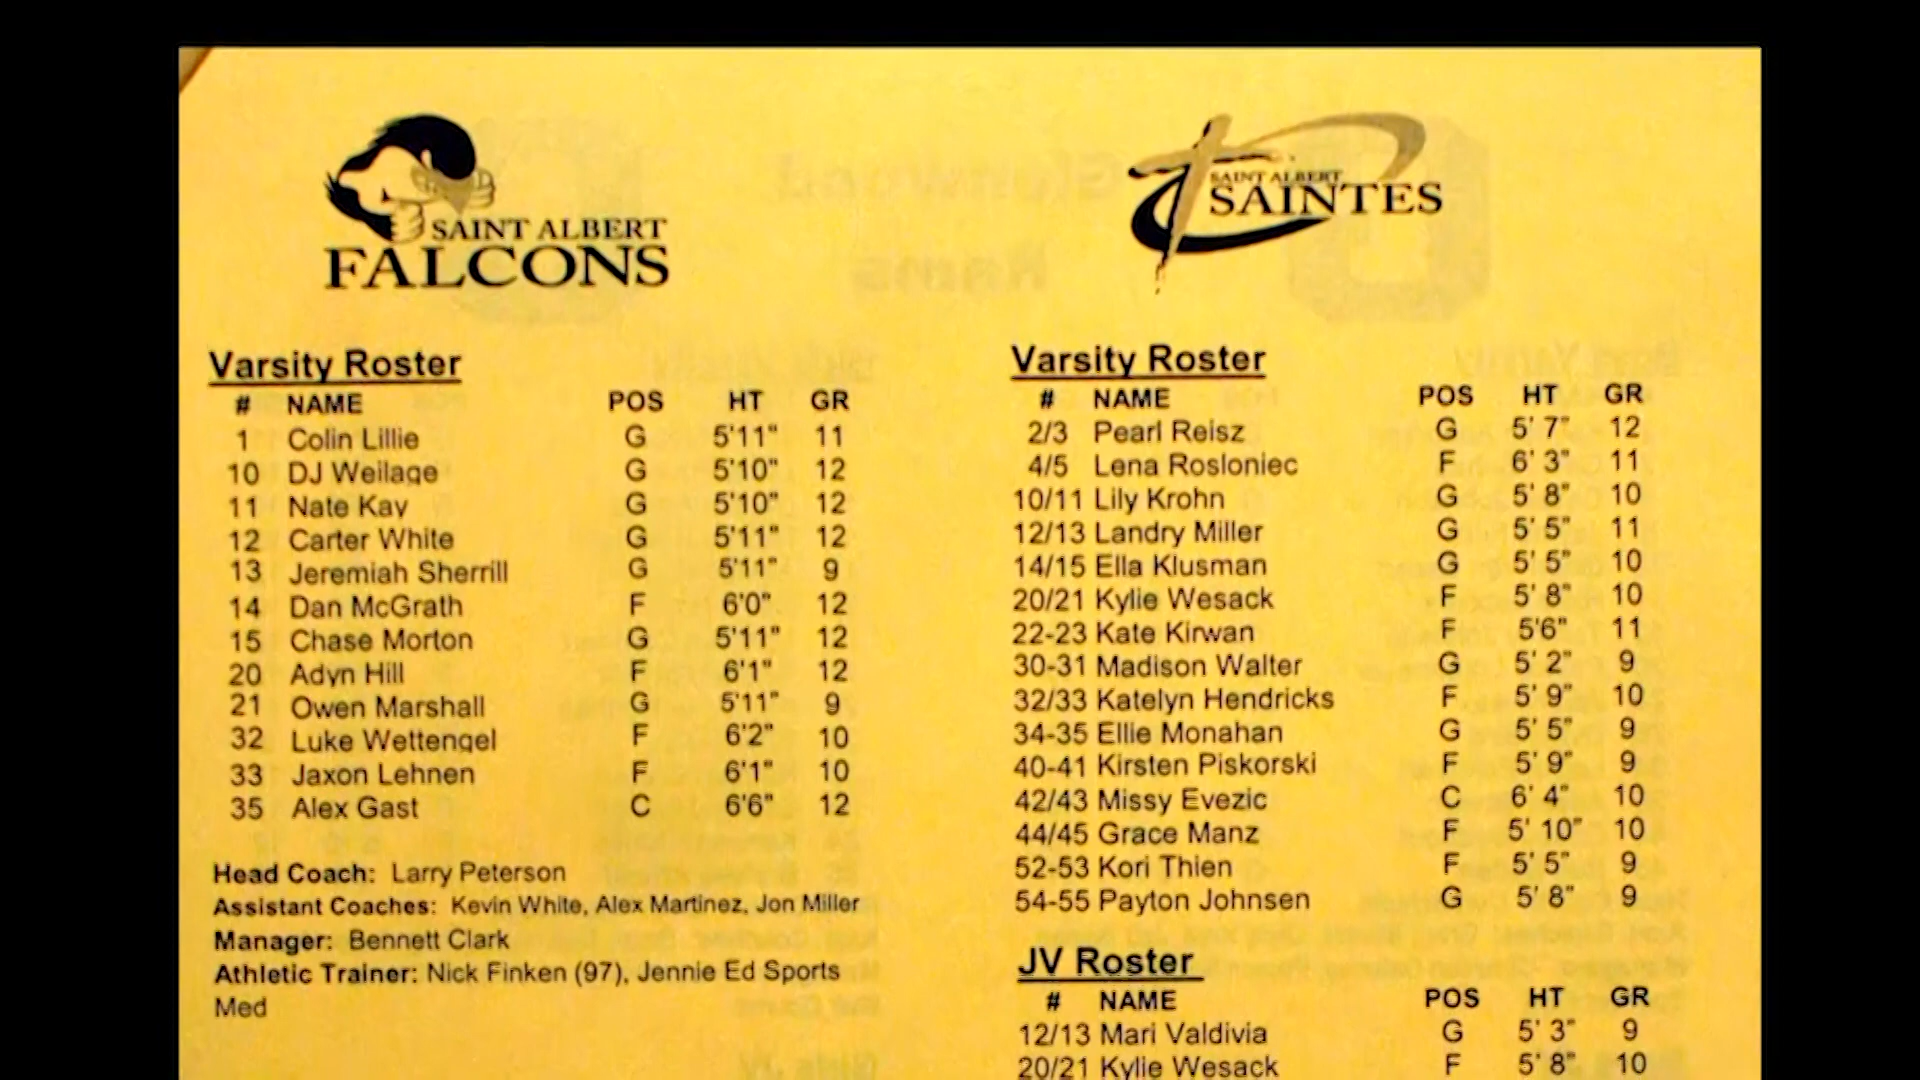 SAINT ALBERT
FALCONS
Varsity Roster
# NAME POS HT GR
1 Colin Lillie G 5'11" 11
10 DJ Weilage G 5'10" 12
11 Nate Kay G 5'10" 12
12 Carter White G 5'11" 12
13 Jeremiah Sherrill G 5'11" 9
14 Dan McGrath F 6'0" 12
15 Chase Morton G 5'11" 12
20 Adyn Hill F 6'1" 12
21 Owen Marshall G 5'11" 9
32 Luke Wettengel F 6'2" 10
33 Jaxon Lehnen F 6'1" 10
35 Alex Gast C 6'6" 12
Head Coach: Larry Peterson
Assistant Coaches: Kevin White, Alex Martinez, Jon Miller
Manager: Bennett Clark
Athletic Trainer: Nick Finken (97), Jennie Ed Sports
Med
SAINT ALBERT
SAINTES
Varsity Roster
# NAME POS HT GR
2/3 Pearl Reisz G 5' 7" 12
4/5 Lena Rosloniec F 6' 3" 11
10/11 Lily Krohn G 5' 8" 10
12/13 Landry Miller G 5' 5" 11
14/15 Ella Klusman G 5' 5" 10
20/21 Kylie Wesack F 5' 8" 10
22-23 Kate Kirwan F 5'6" 11
30-31 Madison Walter G 5' 2" 9
32/33 Katelyn Hendricks F 5' 9" 10
34-35 Ellie Monahan G 5' 5" 9
40-41 Kirsten Piskorski F 5' 9" 9
42/43 Missy Evezic C 6' 4" 10
44/45 Grace Manz F 5' 10" 10
52-53 Kori Thien F 5' 5" 9
54-55 Payton Johnsen G 5' 8" 9
JV Roster
# NAME POS HT GR
12/13 Mari Valdivia G 5' 3" 9
20/21 Kylie Wesack F 5' 8" 10